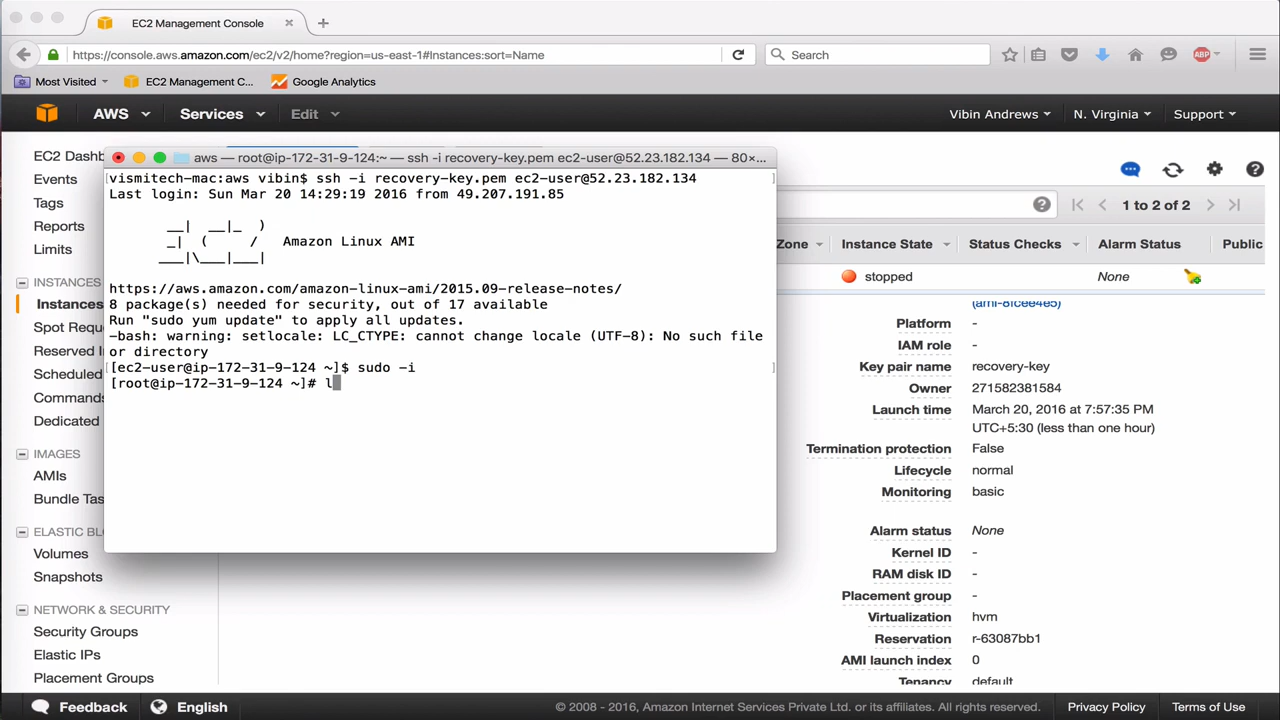 EC2 Management Console
https://console.aws.amazon.com/ec2/v2/home?region=us-east-1#Instances:sort=Name
Search
ABP
Most Visited
EC2 Management C...
Google Analytics
AWS
Services
Edit
Vibin Andrews
N. Virginia
Support
EC2 Dashb
Events
Tags
Reports
Limits
INSTANCES
Instances
Spot Requ
Reserved I
Scheduled
Commands
Dedicated
IMAGES
AMIs
Bundle Tas
ELASTIC BL
Volumes
Snapshots
NETWORK & SECURITY
Security Groups
Elastic IPs
Placement Groups
aws — root@ip-172-31-9-124:~ — ssh -i recovery-key.pem ec2-user@52.23.182.134 — 80×...
vismitech-mac:aws vibin$ ssh -i recovery-key.pem ec2-user@52.23.182.134
Last login: Sun Mar 20 14:29:19 2016 from 49.207.191.85
__|  __|_  )
_|  (     /   Amazon Linux AMI
___|\___|___|
https://aws.amazon.com/amazon-linux-ami/2015.09-release-notes/
8 package(s) needed for security, out of 17 available
Run "sudo yum update" to apply all updates.
-bash: warning: setlocale: LC_CTYPE: cannot change locale (UTF-8): No such file
or directory
[ec2-user@ip-172-31-9-124 ~]$ sudo -i
[root@ip-172-31-9-124 ~]# l
1 to 2 of 2
Zone
Instance State
Status Checks
Alarm Status
Public
stopped
None
(ami-8fcee4e5)
Platform -
IAM role -
Key pair name recovery-key
Owner 271582381584
Launch time March 20, 2016 at 7:57:35 PM
UTC+5:30 (less than one hour)
Termination protection False
Lifecycle normal
Monitoring basic
Alarm status None
Kernel ID -
RAM disk ID -
Placement group -
Virtualization hvm
Reservation r-63087bb1
AMI launch index 0
Tenancy default
Feedback
English
© 2008 - 2016, Amazon Internet Services Private Ltd. or its affiliates. All rights reserved.
Privacy Policy
Terms of Use